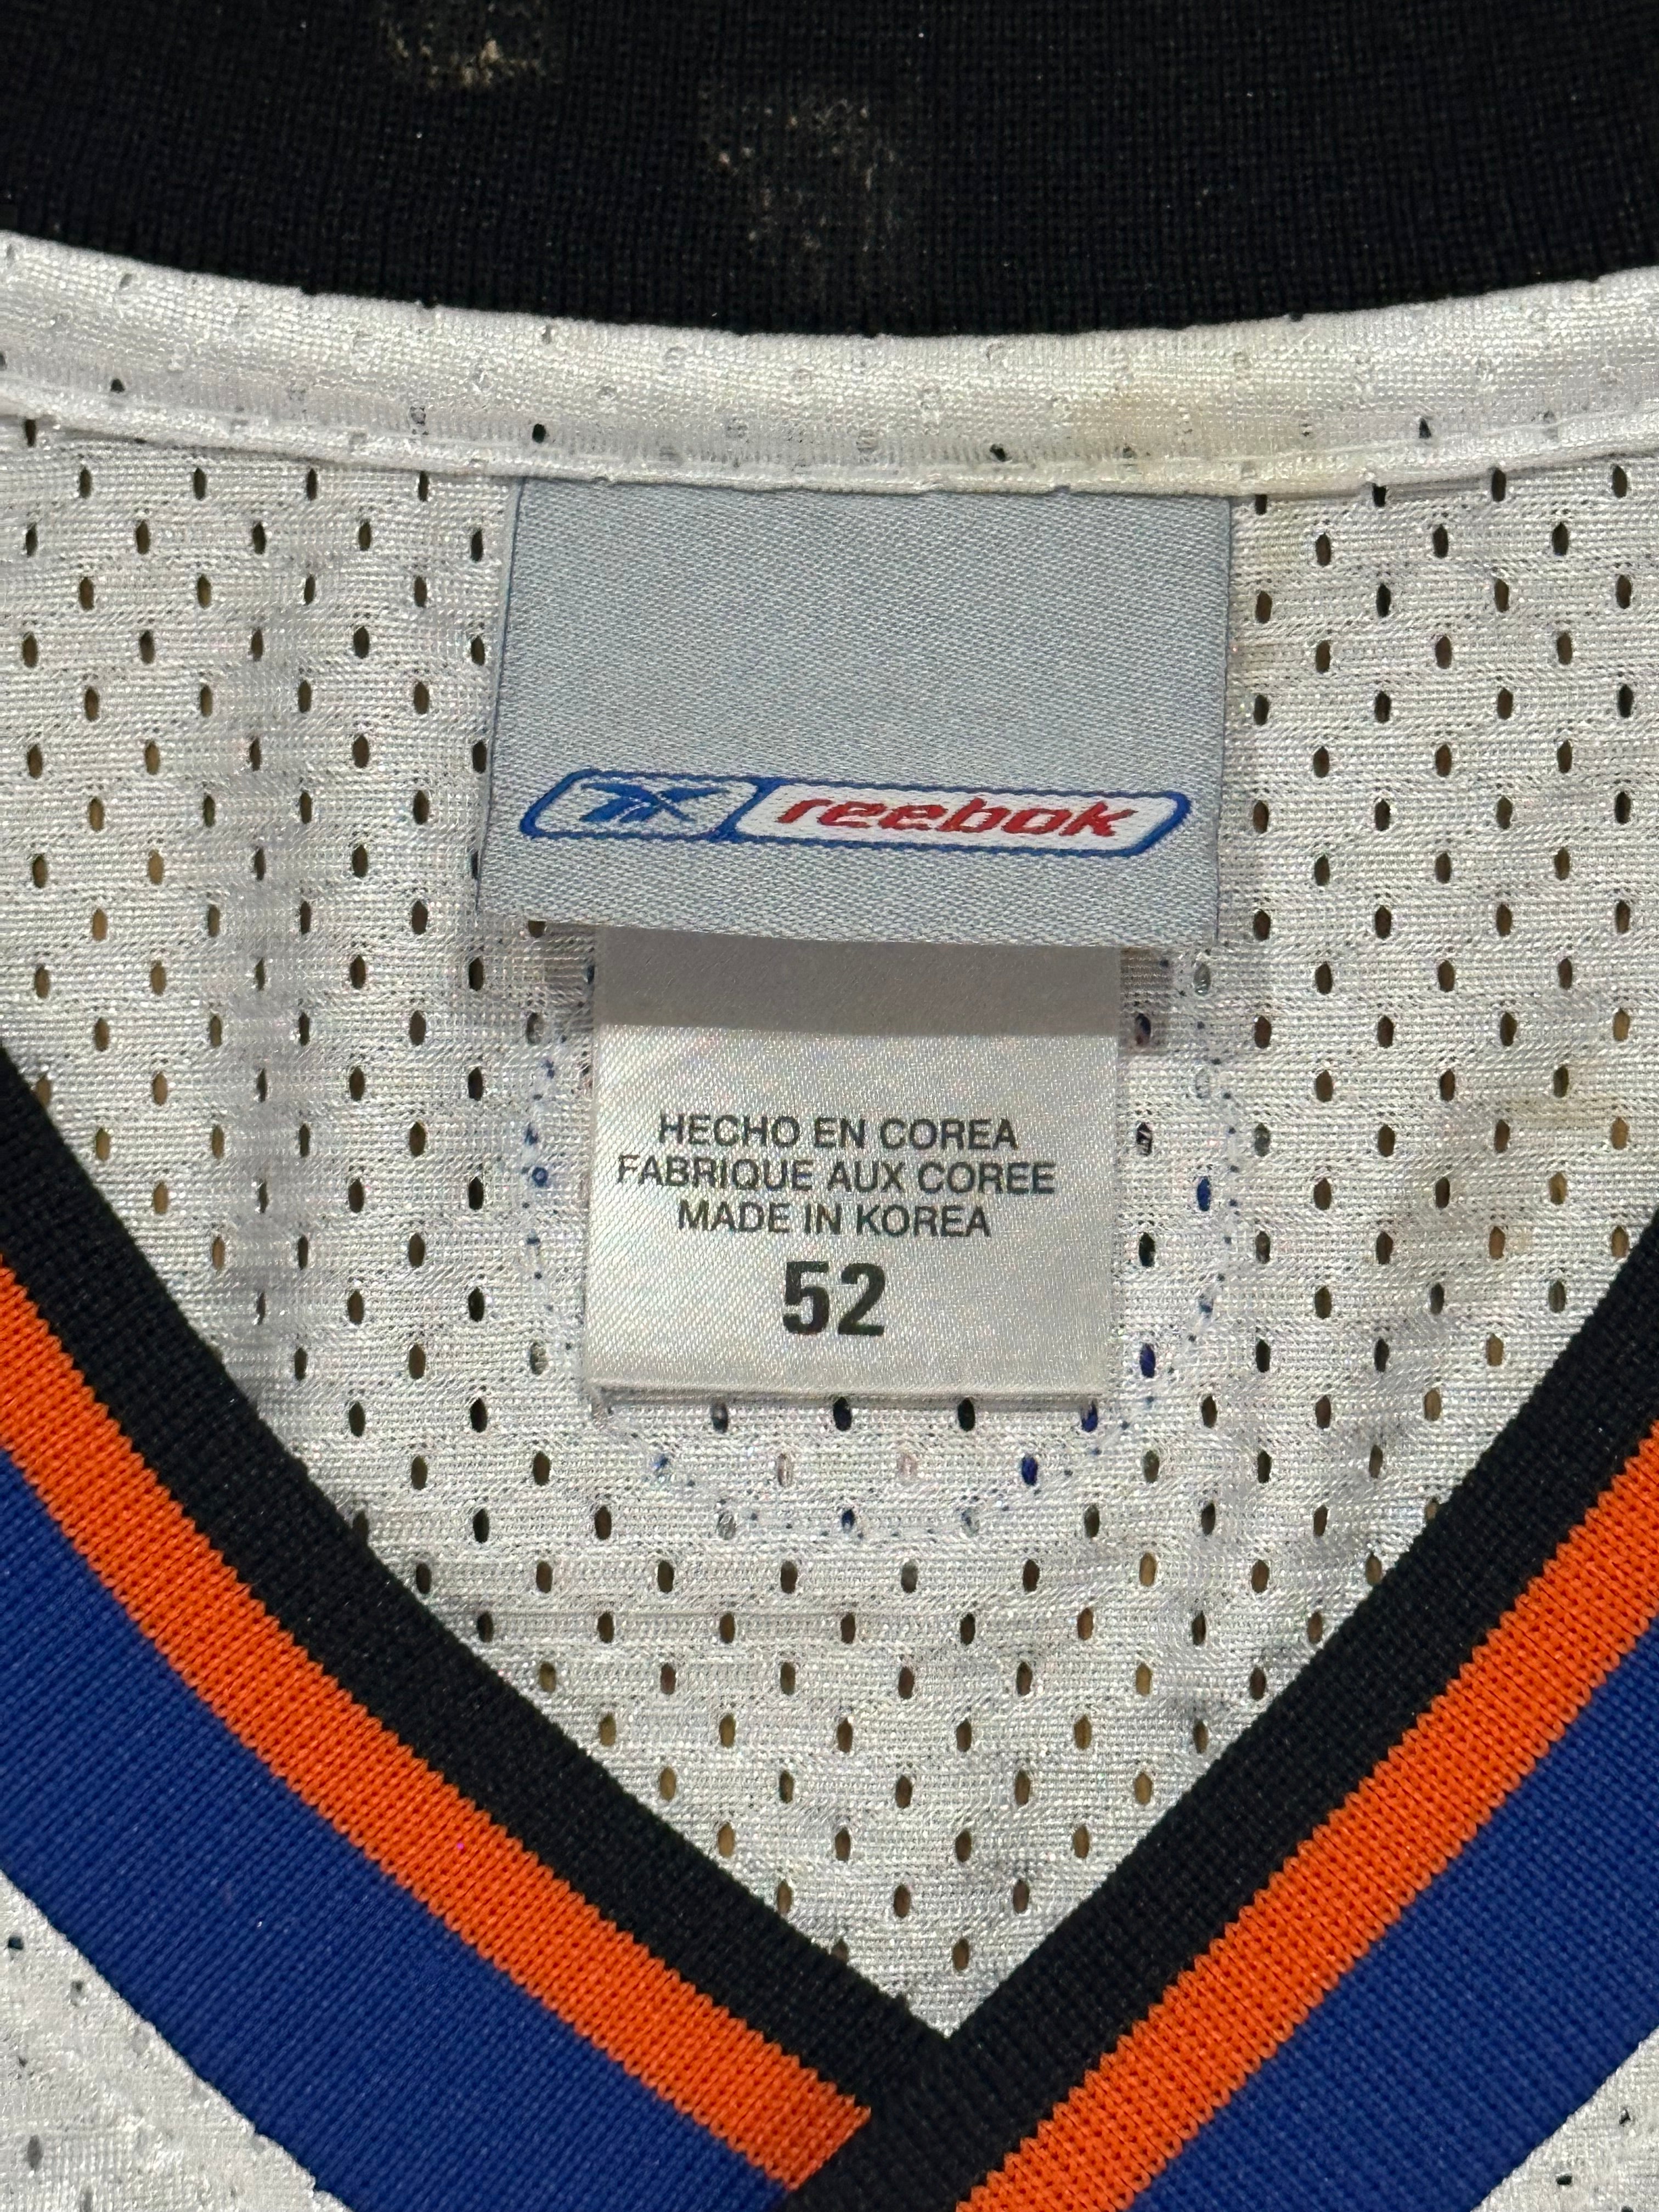 reebok
HECHO EN COREA
FABRIQUE AUX COREE
MADE IN KOREA
52